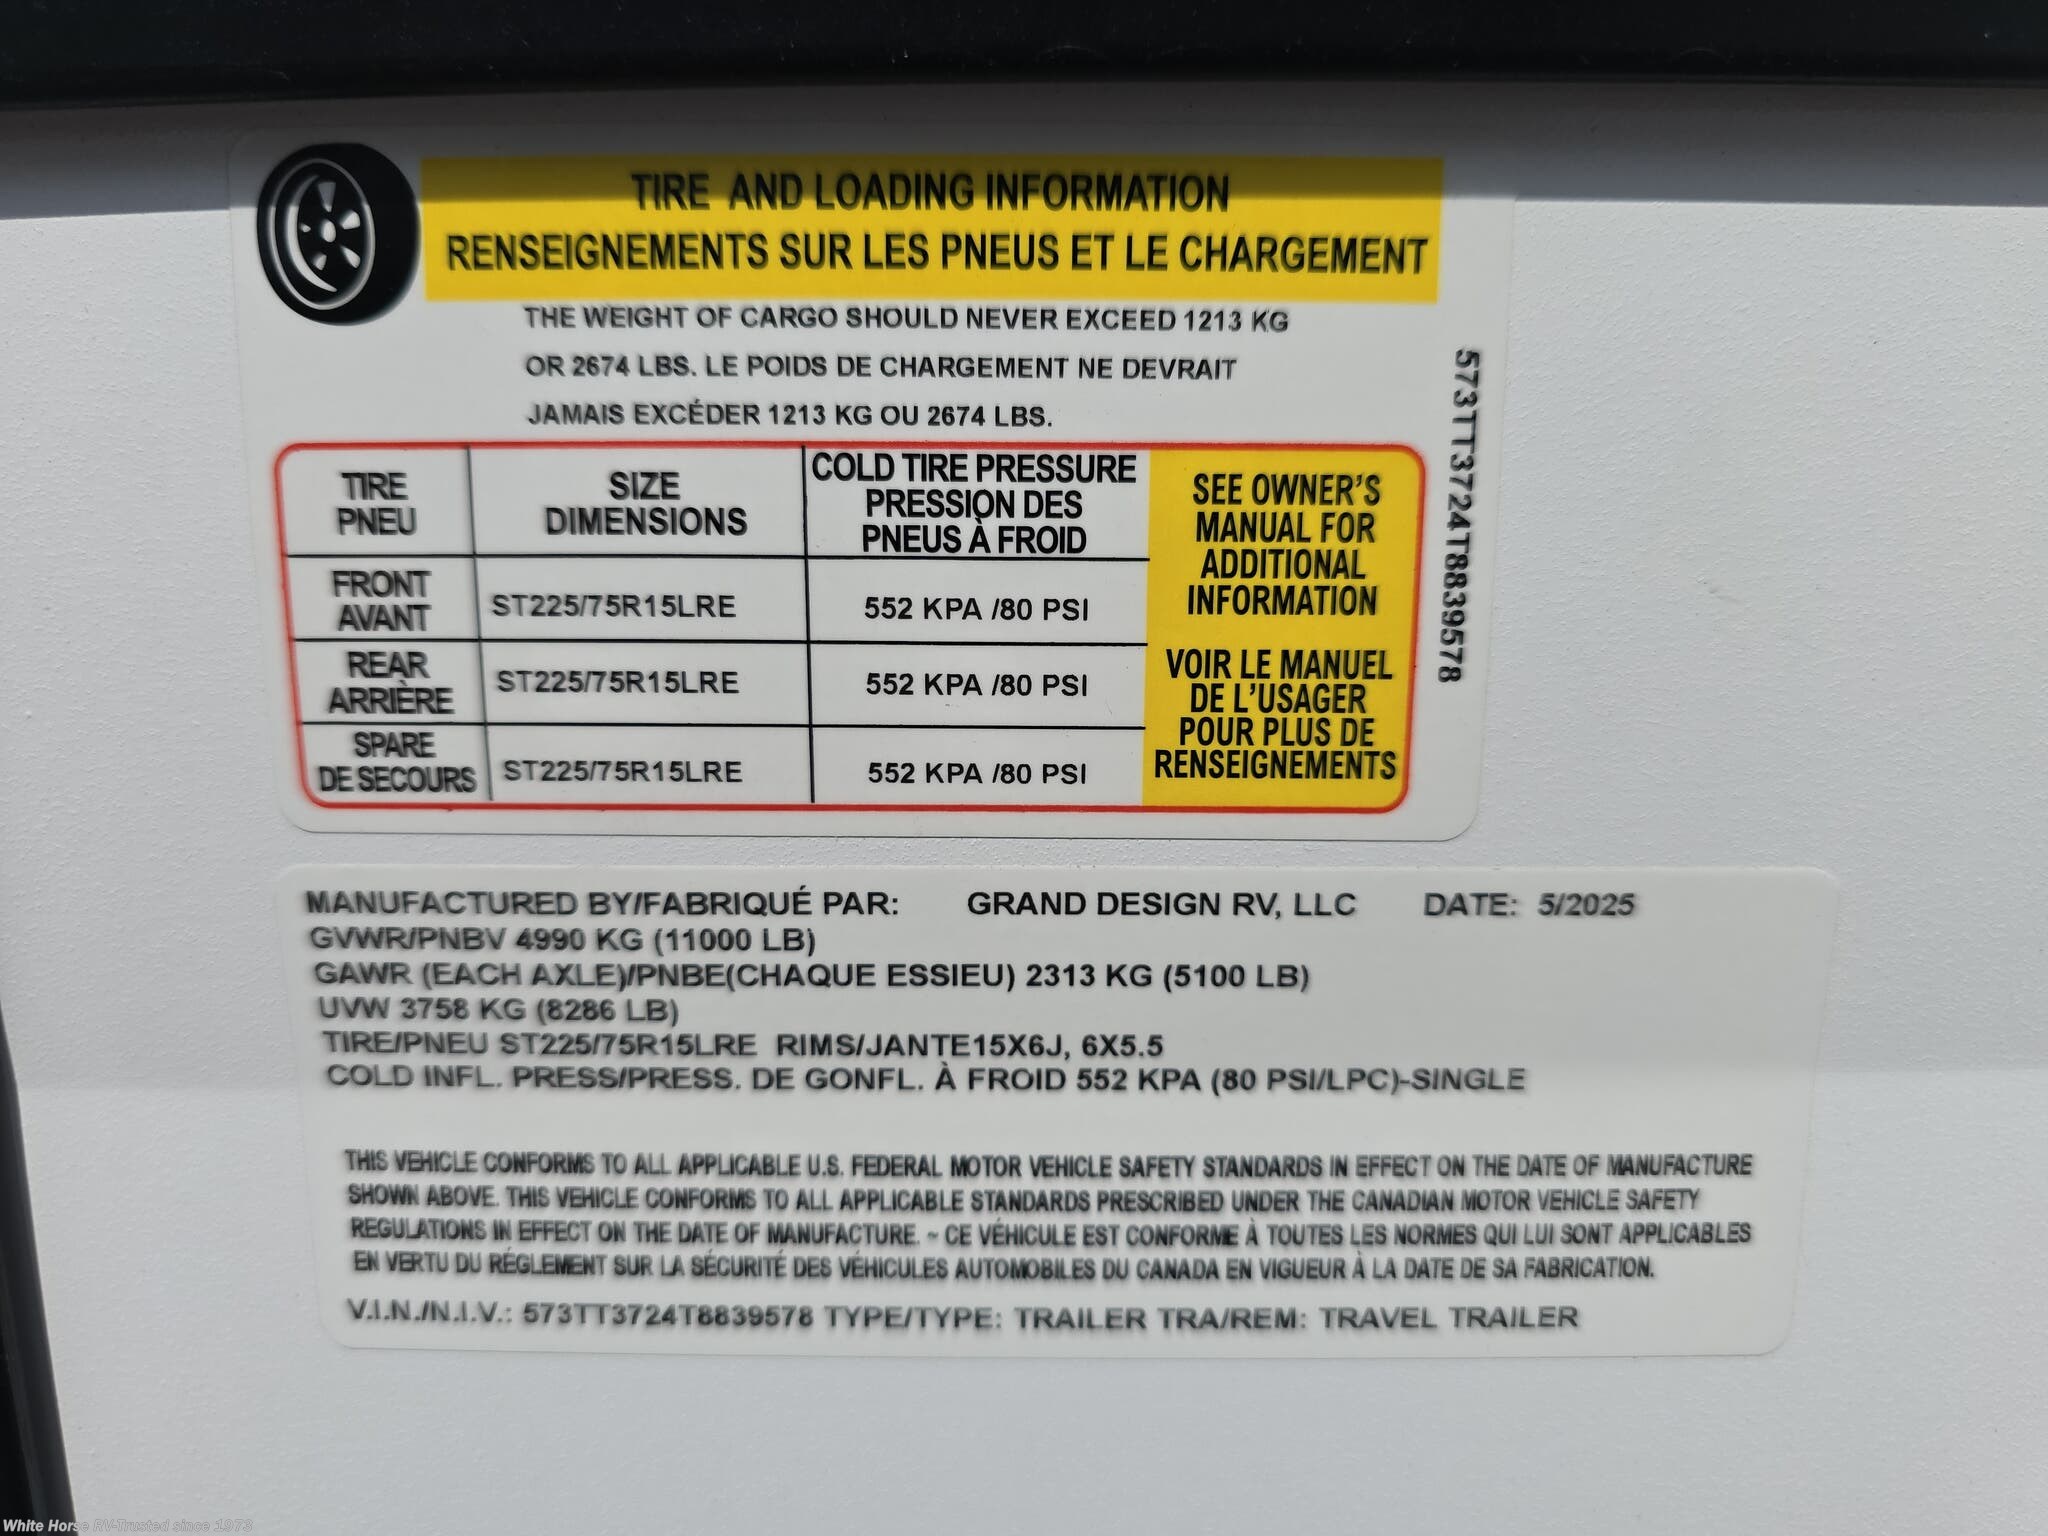 TIRE AND LOADING INFORMATION
RENSEIGNEMENTS SUR LES PNEUS ET LE CHARGEMENT
THE WEIGHT OF CARGO SHOULD NEVER EXCEED 1213 KG
OR 2674 LBS. LE POIDS DE CHARGEMENT NE DEVRAIT
JAMAIS EXCÉDER 1213 KG OU 2674 LBS.
TIRE
PNEU
SIZE
DIMENSIONS
COLD TIRE PRESSURE
PRESSION DES
PNEUS À FROID
FRONT
AVANT
ST225/75R15LRE
552 KPA /80 PSI
REAR
ARRIÈRE
ST225/75R15LRE
552 KPA /80 PSI
SPARE
DE SECOURS
ST225/75R15LRE
552 KPA /80 PSI
SEE OWNER'S
MANUAL FOR
ADDITIONAL
INFORMATION
VOIR LE MANUEL
DE L'USAGER
POUR PLUS DE
RENSEIGNEMENTS
573TT3724T8839578
MANUFACTURED BY/FABRIQUÉ PAR: GRAND DESIGN RV, LLC DATE: 5/2025
GVWR/PNBV 4990 KG (11000 LB)
GAWR (EACH AXLE)/PNBE(CHAQUE ESSIEU) 2313 KG (5100 LB)
UVW 3758 KG (8286 LB)
TIRE/PNEU ST225/75R15LRE RIMS/JANTE15X6J, 6X5.5
COLD INFL. PRESS/PRESS. DE GONFL. À FROID 552 KPA (80 PSI/LPC)-SINGLE
THIS VEHICLE CONFORMS TO ALL APPLICABLE U.S. FEDERAL MOTOR VEHICLE SAFETY STANDARDS IN EFFECT ON THE DATE OF MANUFACTURE
SHOWN ABOVE. THIS VEHICLE CONFORMS TO ALL APPLICABLE STANDARDS PRESCRIBED UNDER THE CANADIAN MOTOR VEHICLE SAFETY
REGULATIONS IN EFFECT ON THE DATE OF MANUFACTURE. ~ CE VÉHICULE EST CONFORME À TOUTES LES NORMES QUI LUI SONT APPLICABLES
EN VERTU DU RÉGLEMENT SUR LA SÉCURITÉ DES VÉHICULES AUTOMOBILES DU CANADA EN VIGUEUR À LA DATE DE SA FABRICATION.
V.I.N./N.I.V.: 573TT3724T8839578 TYPE/TYPE: TRAILER TRA/REM: TRAVEL TRAILER
White Horse RV-Trusted since 1973